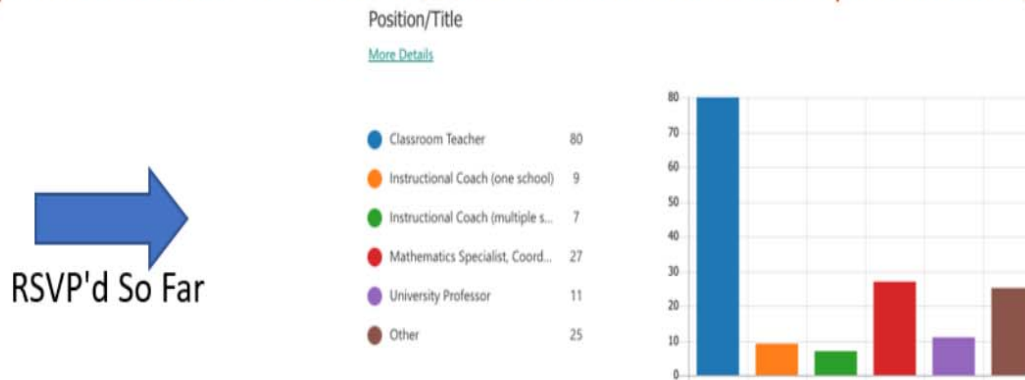 Position/Title
More Details
Classroom Teacher 80
Instructional Coach (one school) 9
Instructional Coach (multiple s... 7
Mathematics Specialist, Coord... 27
University Professor 11
Other 25
RSVP'd So Far
80
70
60
50
40
30
20
10
0